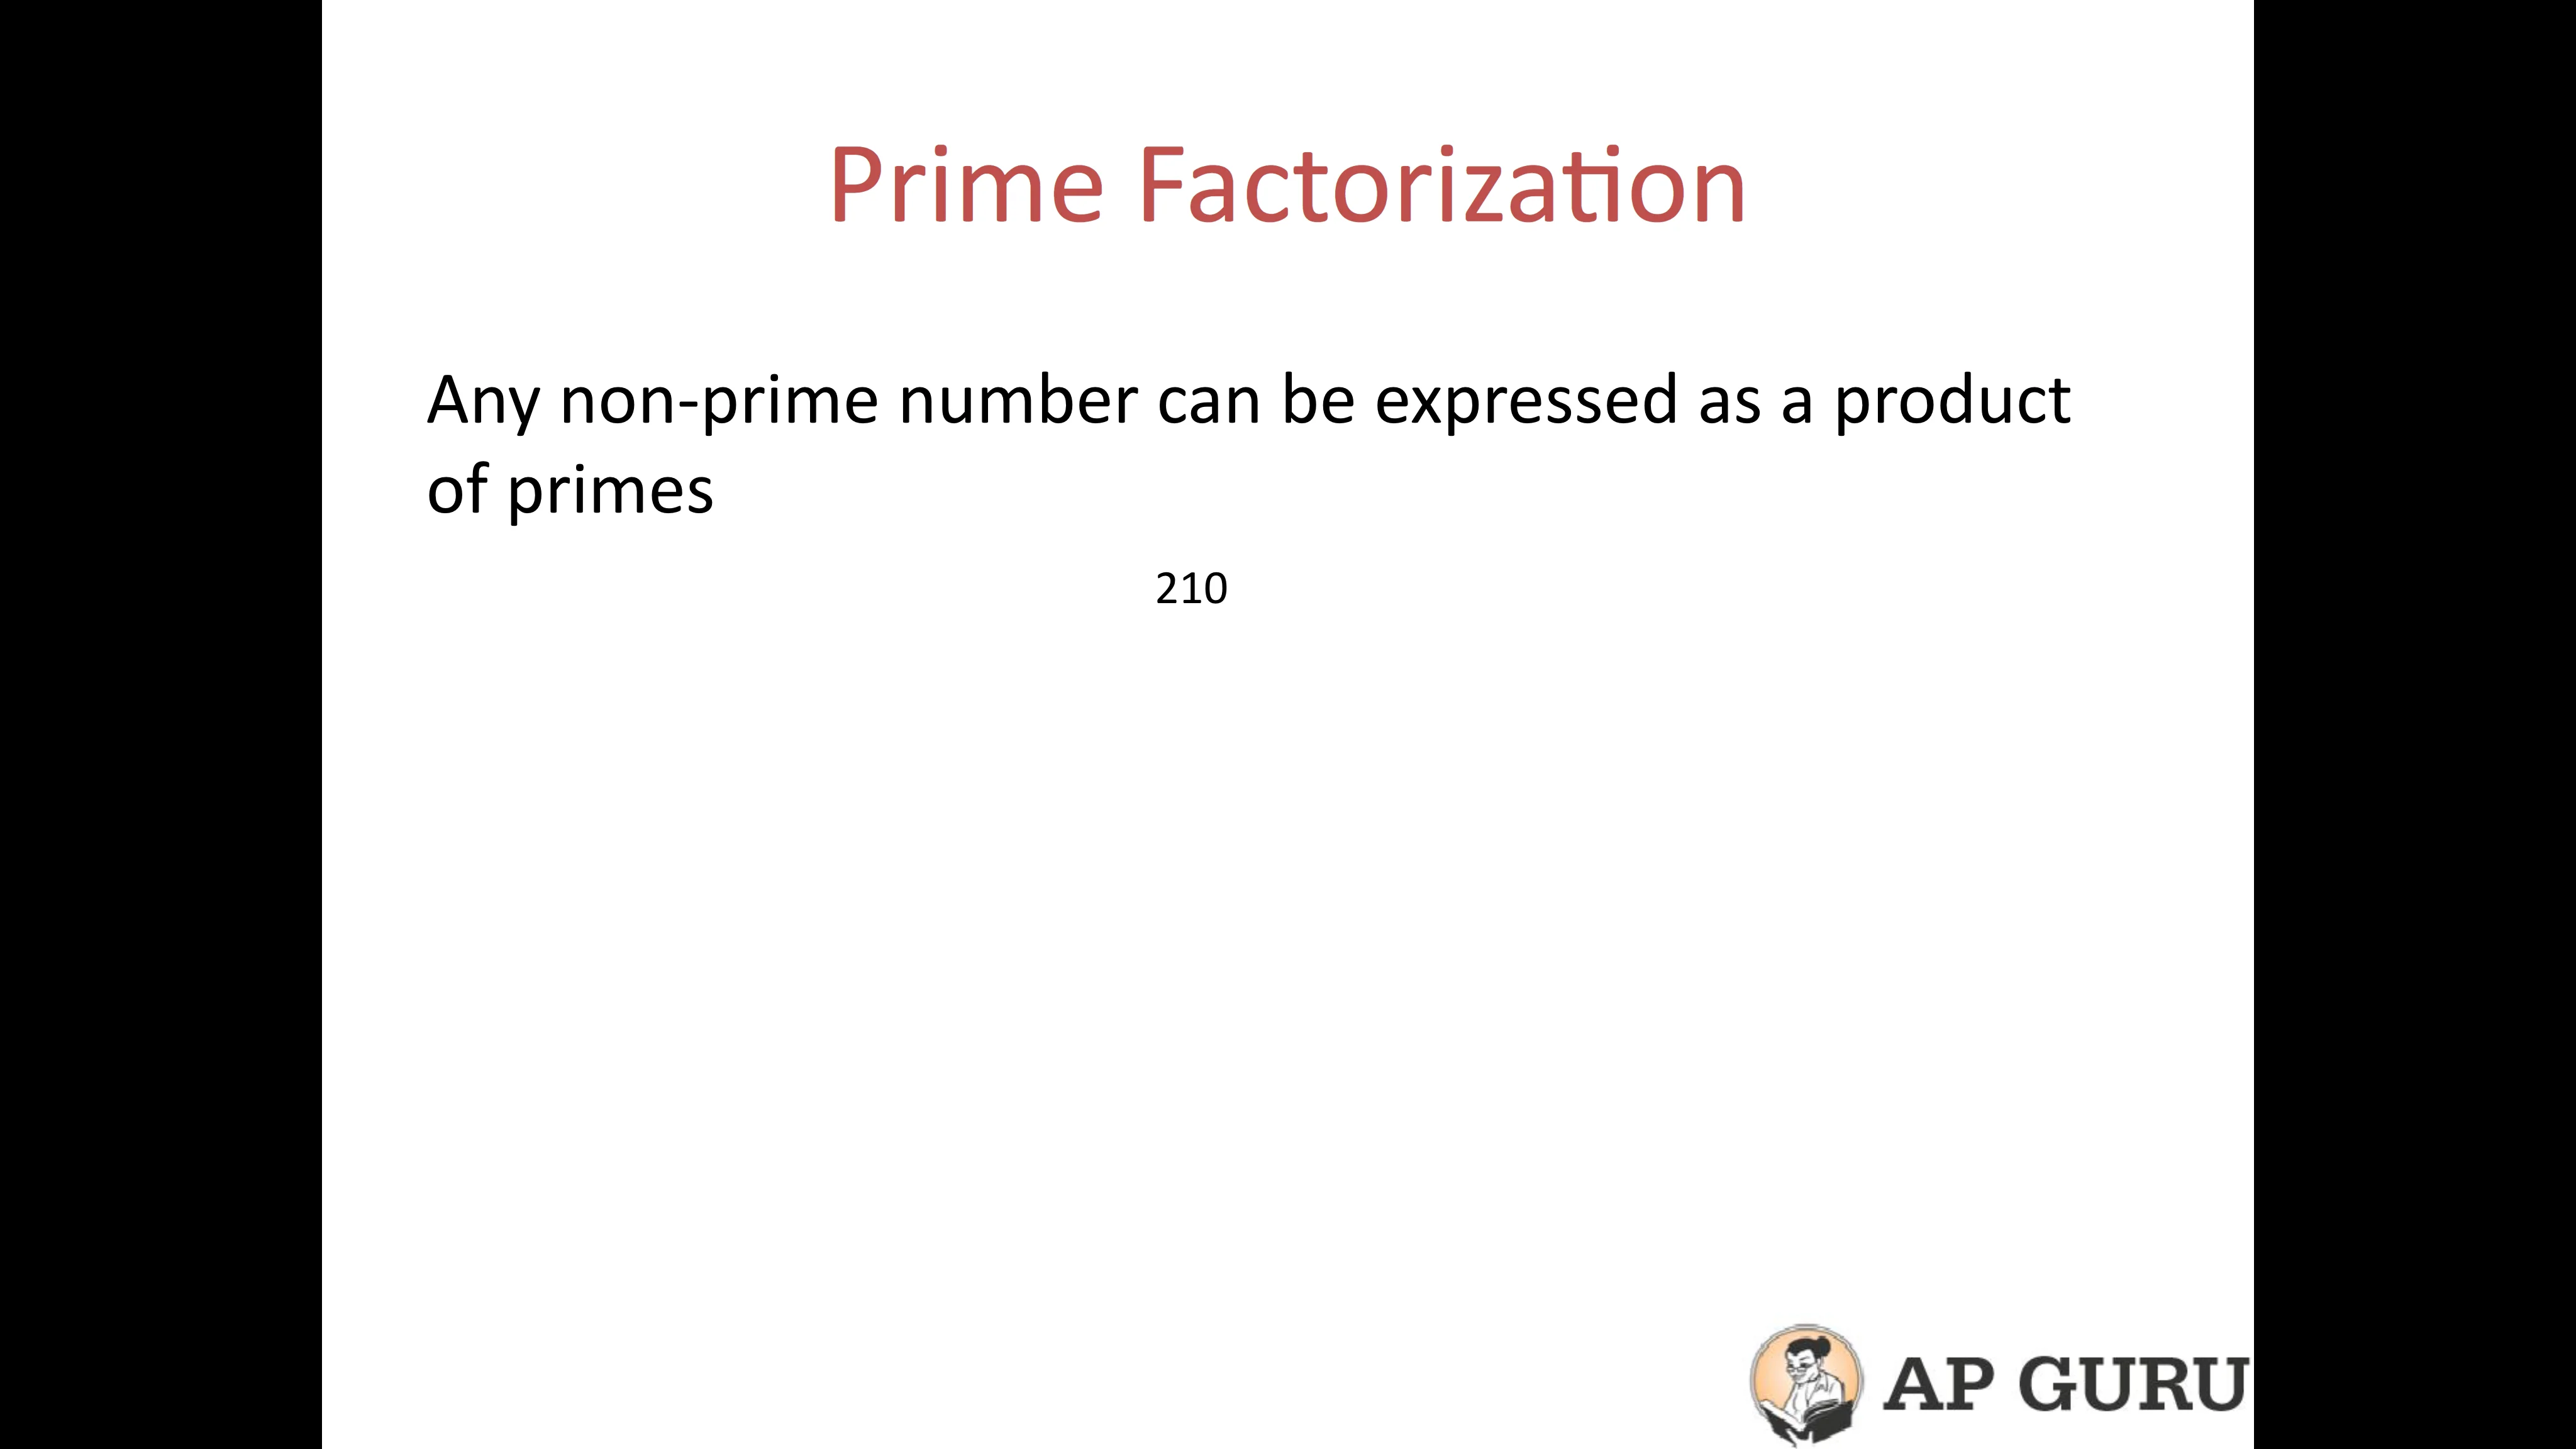 Prime Factorization
Any non-prime number can be expressed as a product
of primes
210
AP GURU